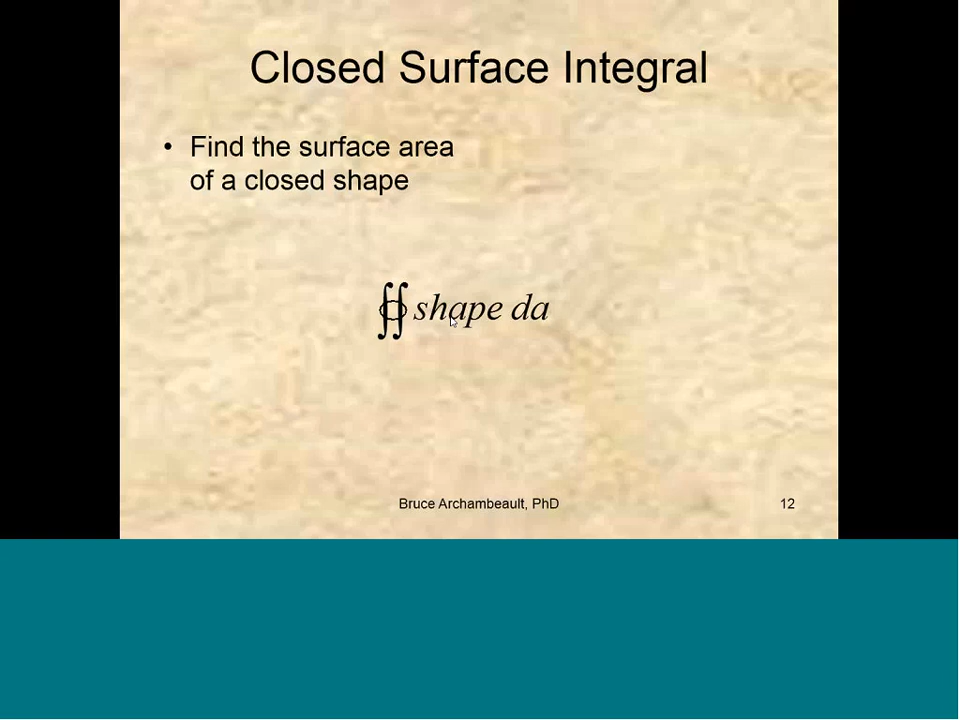 Closed Surface Integral
• Find the surface area
of a closed shape
∯ shape da
Bruce Archambeault, PhD
12